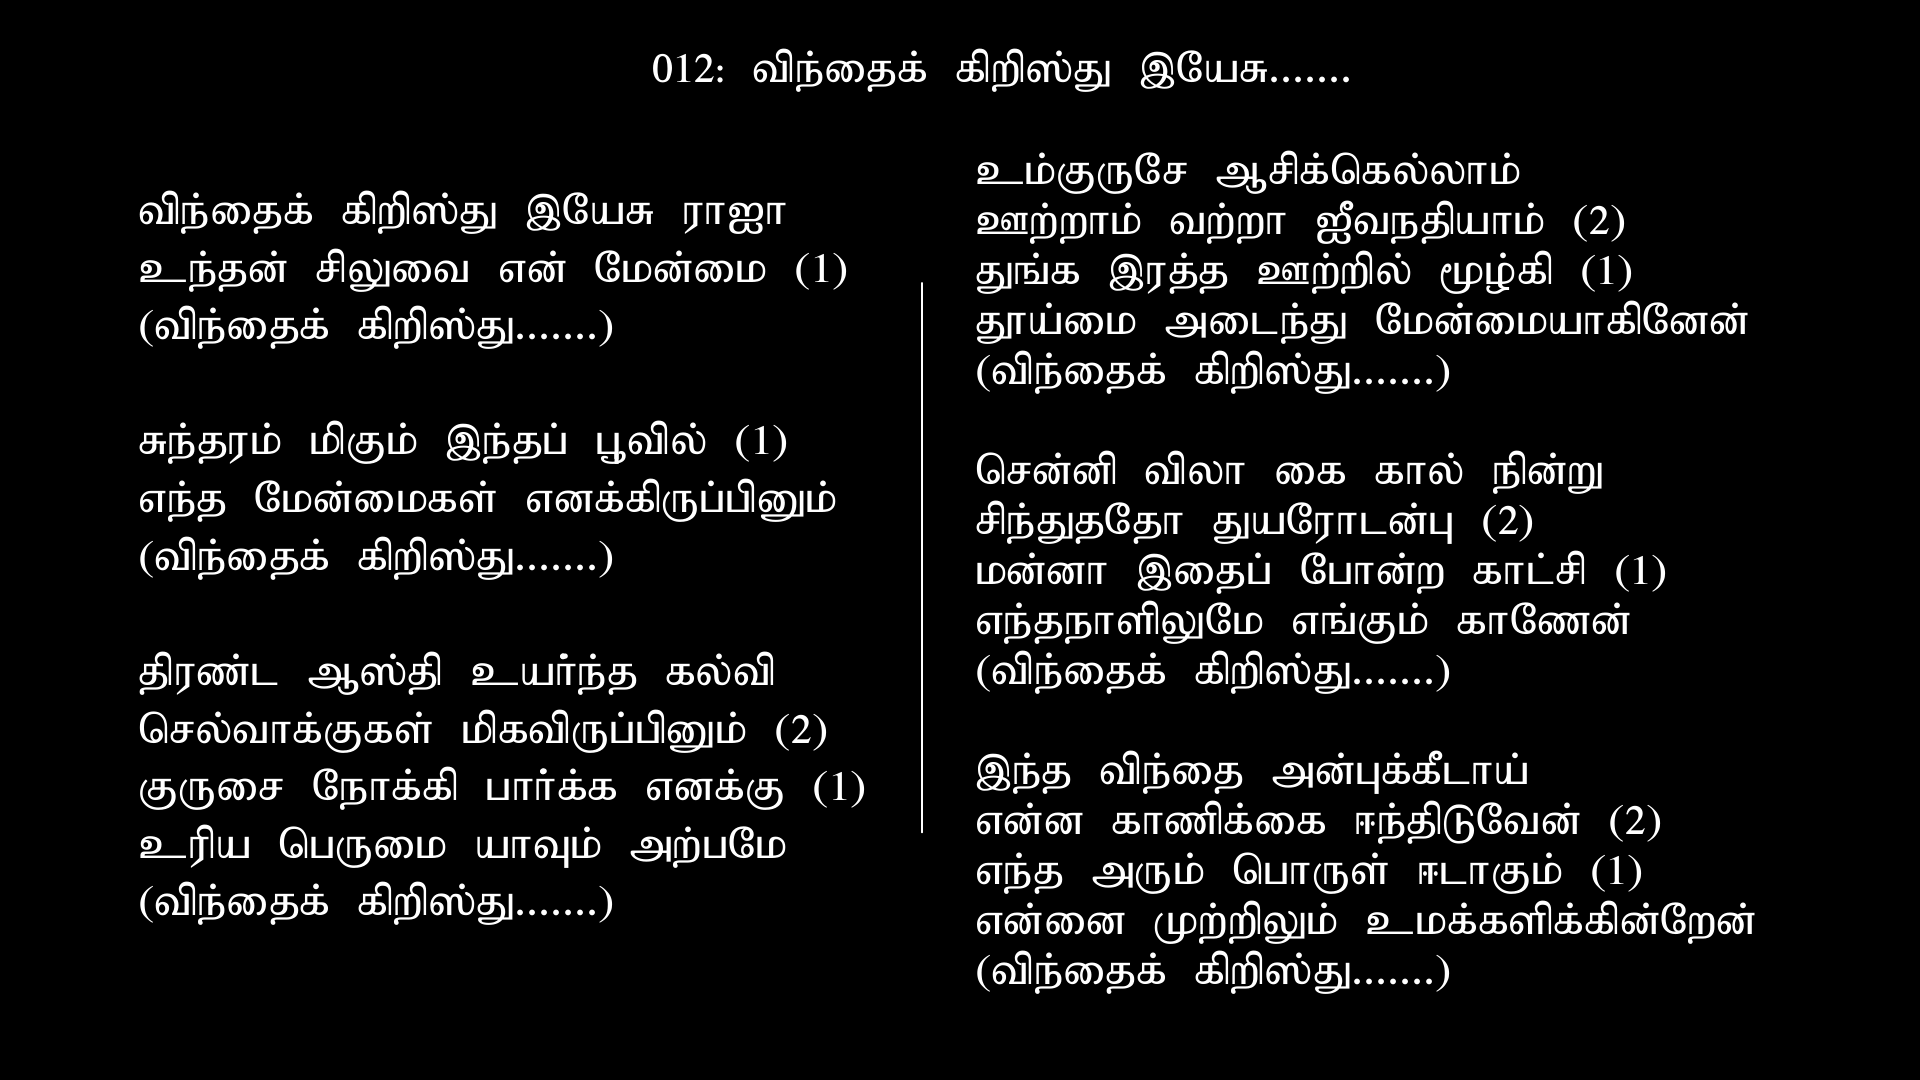 012: விந்தைக் கிறிஸ்து இயேசு.......
விந்தைக் கிறிஸ்து இயேசு ராஜா
உந்தன் சிலுவை என் மேன்மை (1)
(விந்தைக் கிறிஸ்து.......)
சுந்தரம் மிகும் இந்தப் பூவில் (1)
எந்த மேன்மைகள் எனக்கிருப்பினும்
(விந்தைக் கிறிஸ்து.......)
திரண்ட ஆஸ்தி உயர்ந்த கல்வி
செல்வாக்குகள் மிகவிருப்பினும் (2)
குருசை நோக்கி பார்க்க எனக்கு (1)
உரிய பெருமை யாவும் அற்பமே
(விந்தைக் கிறிஸ்து.......)
உம்குருசே ஆசிக்கெல்லாம்
ஊற்றாம் வற்றா ஜீவநதியாம் (2)
துங்க இரத்த ஊற்றில் மூழ்கி (1)
தூய்மை அடைந்து மேன்மையாகினேன்
(விந்தைக் கிறிஸ்து.......)
சென்னி விலா கை கால் நின்று
சிந்துததோ துயரோடன்பு (2)
மன்னா இதைப் போன்ற காட்சி (1)
எந்தநாளிலுமே எங்கும் காணேன்
(விந்தைக் கிறிஸ்து.......)
இந்த விந்தை அன்புக்கீடாய்
என்ன காணிக்கை ஈந்திடுவேன் (2)
எந்த அரும் பொருள் ஈடாகும் (1)
என்னை முற்றிலும் உமக்களிக்கின்றேன்
(விந்தைக் கிறிஸ்து.......)